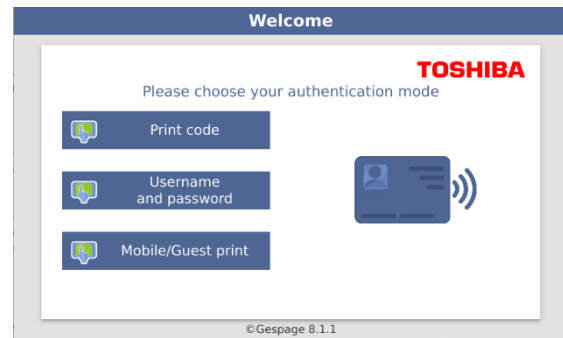 Welcome
TOSHIBA
Please choose your authentication mode
Print code
Username
and password
Mobile/Guest print
©Gespage 8.1.1